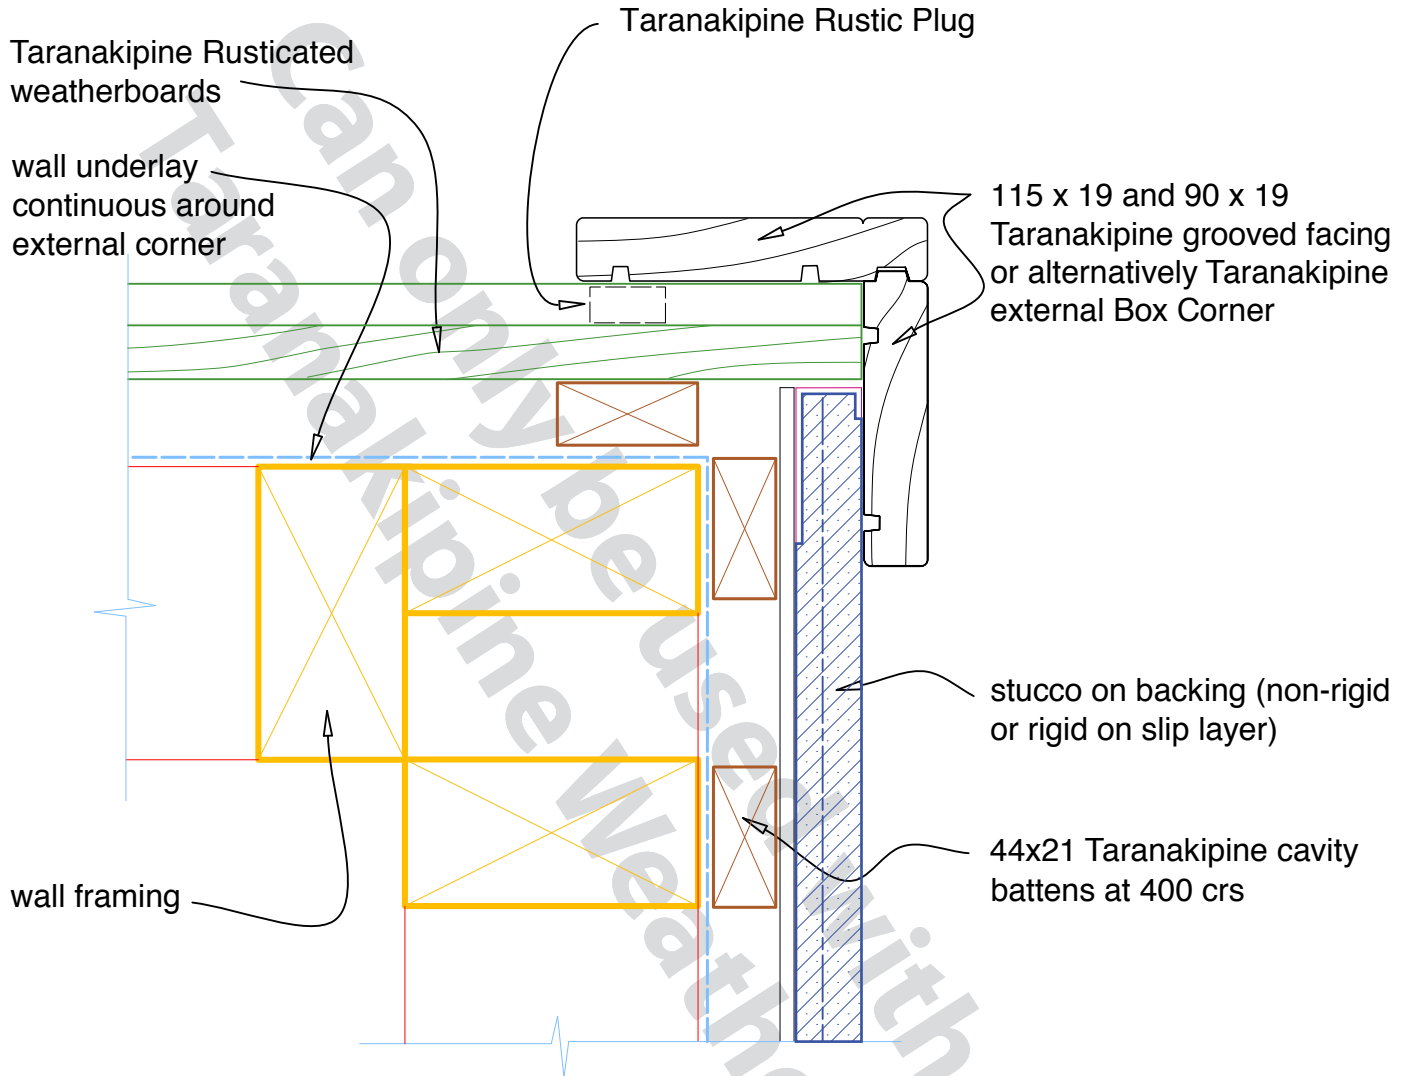 Taranakipine Rustic Plug
Taranakipine Rusticated
weatherboards
wall underlay
continuous around
external corner
115 x 19 and 90 x 19
Taranakipine grooved facing
or alternatively Taranakipine
external Box Corner
stucco on backing (non-rigid
or rigid on slip layer)
44x21 Taranakipine cavity
battens at 400 crs
wall framing
Can only be used with
Taranakipine